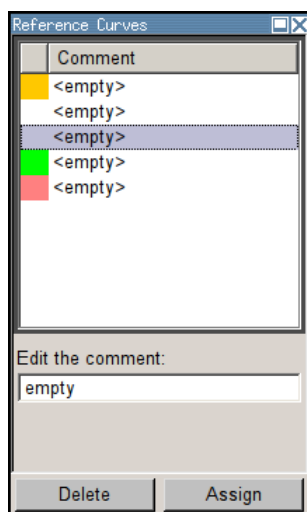 Reference Curves
Comment
<empty>
<empty>
<empty>
<empty>
<empty>
Edit the comment:
empty
Delete Assign